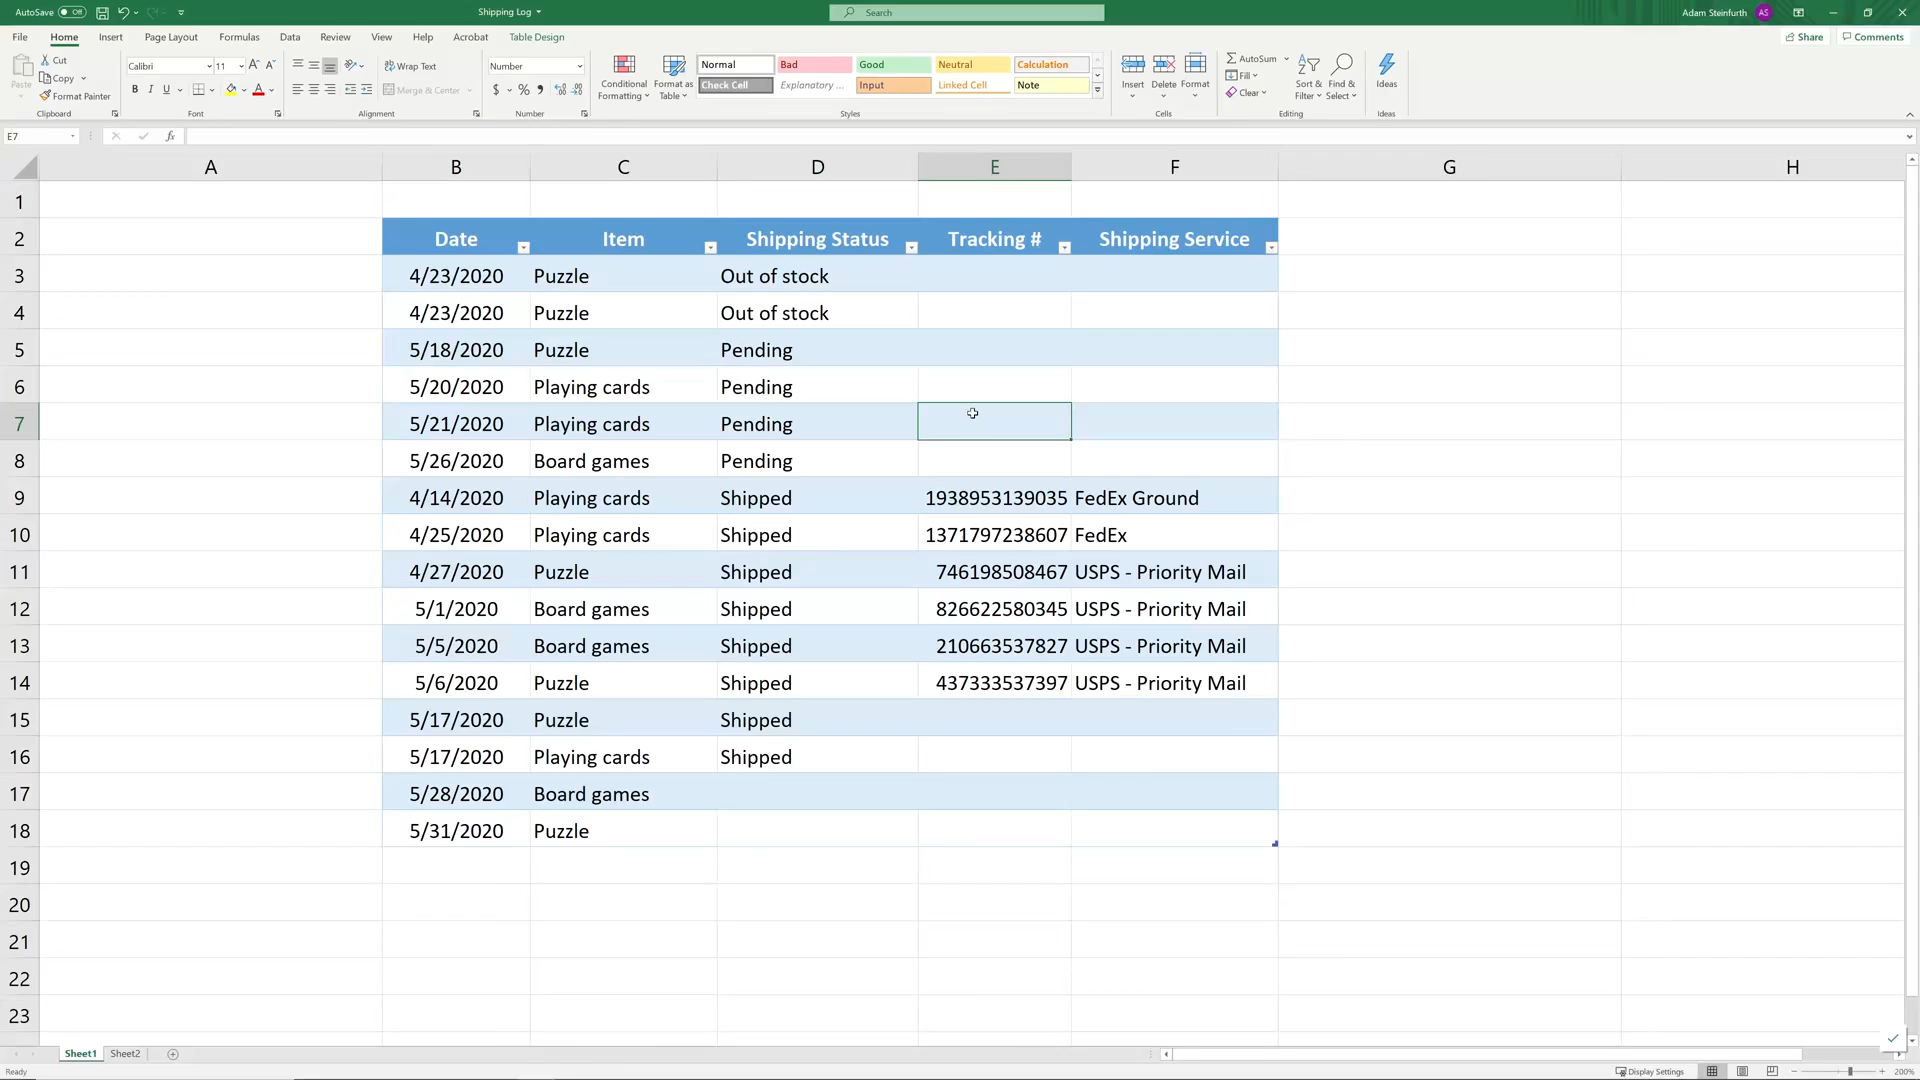 AutoSave Off Shipping Log Search Adam Steinfurth AS
File Home Insert Page Layout Formulas Data Review View Help Acrobat Table Design Share Comments
Paste Cut Copy Format Painter
Calibri 11 B I U
Wrap Text Merge & Center
Number $ %
Conditional Formatting Format as Table
Normal Bad Good Neutral Calculation
Check Cell Explanatory ... Input Linked Cell Note
Insert Delete Format
AutoSum Fill Clear Sort & Filter Find & Select Ideas
Clipboard Font Alignment Number Styles Cells Editing Ideas
E7 fx
A B C D E F G H
1
2 Date Item Shipping Status Tracking # Shipping Service
3 4/23/2020 Puzzle Out of stock
4 4/23/2020 Puzzle Out of stock
5 5/18/2020 Puzzle Pending
6 5/20/2020 Playing cards Pending
7 5/21/2020 Playing cards Pending
8 5/26/2020 Board games Pending
9 4/14/2020 Playing cards Shipped 1938953139035 FedEx Ground
10 4/25/2020 Playing cards Shipped 1371797238607 FedEx
11 4/27/2020 Puzzle Shipped 746198508467 USPS - Priority Mail
12 5/1/2020 Board games Shipped 826622580345 USPS - Priority Mail
13 5/5/2020 Board games Shipped 210663537827 USPS - Priority Mail
14 5/6/2020 Puzzle Shipped 437333537397 USPS - Priority Mail
15 5/17/2020 Puzzle Shipped
16 5/17/2020 Playing cards Shipped
17 5/28/2020 Board games
18 5/31/2020 Puzzle
19
20
21
22
23
Sheet1 Sheet2
Ready Display Settings 200%